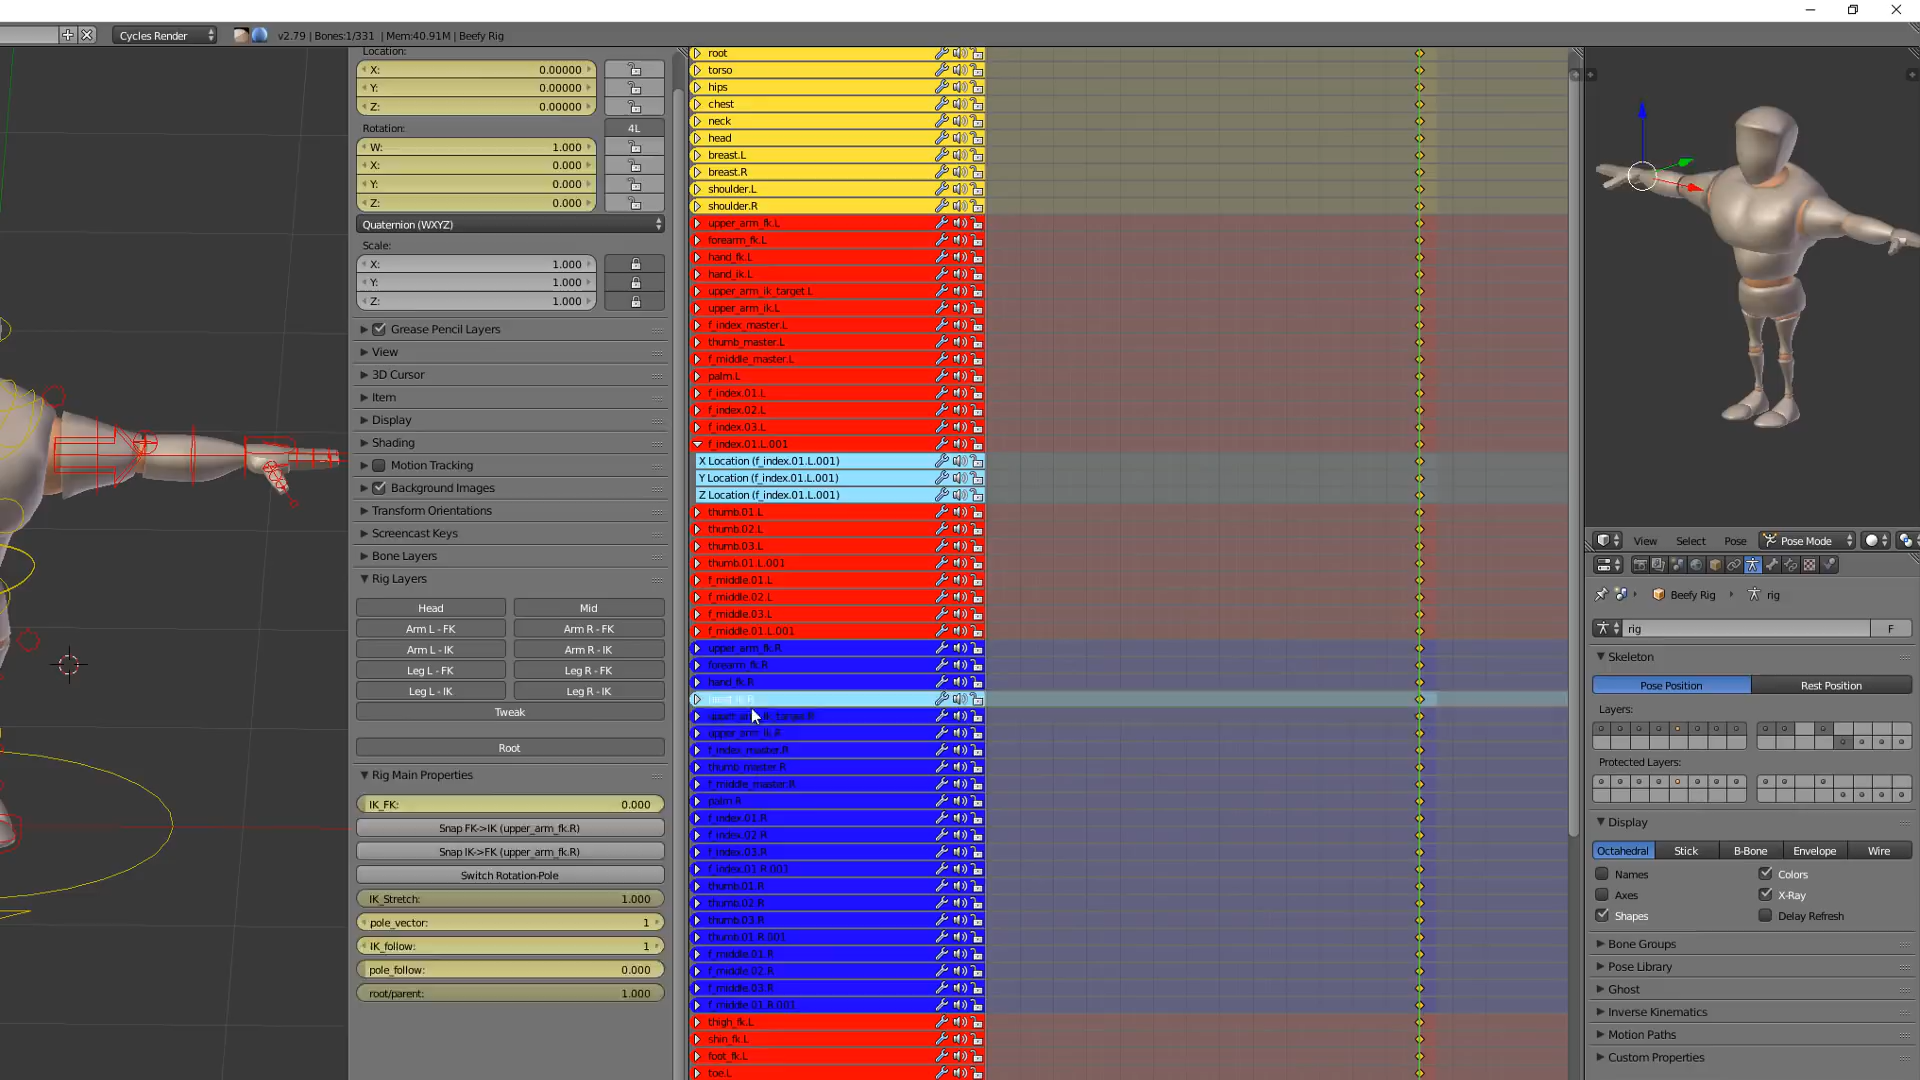 Cycles Render
v2.79 | Bones:1/331 | Mem:40.91M | Beefy Rig
Location:
X: 0.00000
Y: 0.00000
Z: 0.00000
Rotation:
4L
W: 1.000
X: 0.000
Y: 0.000
Z: 0.000
Quaternion (WXYZ)
Scale:
X: 1.000
Y: 1.000
Z: 1.000
Grease Pencil Layers
View
3D Cursor
Item
Display
Shading
Motion Tracking
Background Images
Transform Orientations
Screencast Keys
Bone Layers
Rig Layers
Head Mid
Arm L - FK Arm R - FK
Arm L - IK Arm R - IK
Leg L - FK Leg R - FK
Leg L - IK Leg R - IK
Tweak
Root
Rig Main Properties
IK_FK: 0.000
Snap FK->IK (upper_arm_fk.R)
Snap IK->FK (upper_arm_fk.R)
Switch Rotation-Pole
IK_Stretch: 1.000
pole_vector: 1
IK_follow: 1
pole_follow: 0.000
root/parent: 1.000
root
torso
hips
chest
neck
head
breast.L
breast.R
shoulder.L
shoulder.R
upper_arm_fk.L
forearm_fk.L
hand_fk.L
hand_ik.L
upper_arm_ik_target.L
upper_arm_ik.L
f_index_master.L
thumb_master.L
f_middle_master.L
palm.L
f_index.01.L
f_index.02.L
f_index.03.L
f_index.01.L.001
X Location (f_index.01.L.001)
Y Location (f_index.01.L.001)
Z Location (f_index.01.L.001)
thumb.01.L
thumb.02.L
thumb.03.L
thumb.01.L.001
f_middle.01.L
f_middle.02.L
f_middle.03.L
f_middle.01.L.001
upper_arm_fk.R
forearm_fk.R
hand_fk.R
hand_ik.R
upper_arm_ik_target.R
upper_arm_ik.R
f_index_master.R
thumb_master.R
f_middle_master.R
palm.R
f_index.01.R
f_index.02.R
f_index.03.R
f_index.01.R.001
thumb.01.R
thumb.02.R
thumb.03.R
thumb.01.R.001
f_middle.01.R
f_middle.02.R
f_middle.03.R
f_middle.01.R.001
thigh_fk.L
shin_fk.L
foot_fk.L
toe.L
View Select Pose Pose Mode
Beefy Rig rig
rig F
Skeleton
Pose Position Rest Position
Layers:
Protected Layers:
Display
Octahedral Stick B-Bone Envelope Wire
Names Colors
Axes X-Ray
Shapes Delay Refresh
Bone Groups
Pose Library
Ghost
Inverse Kinematics
Motion Paths
Custom Properties